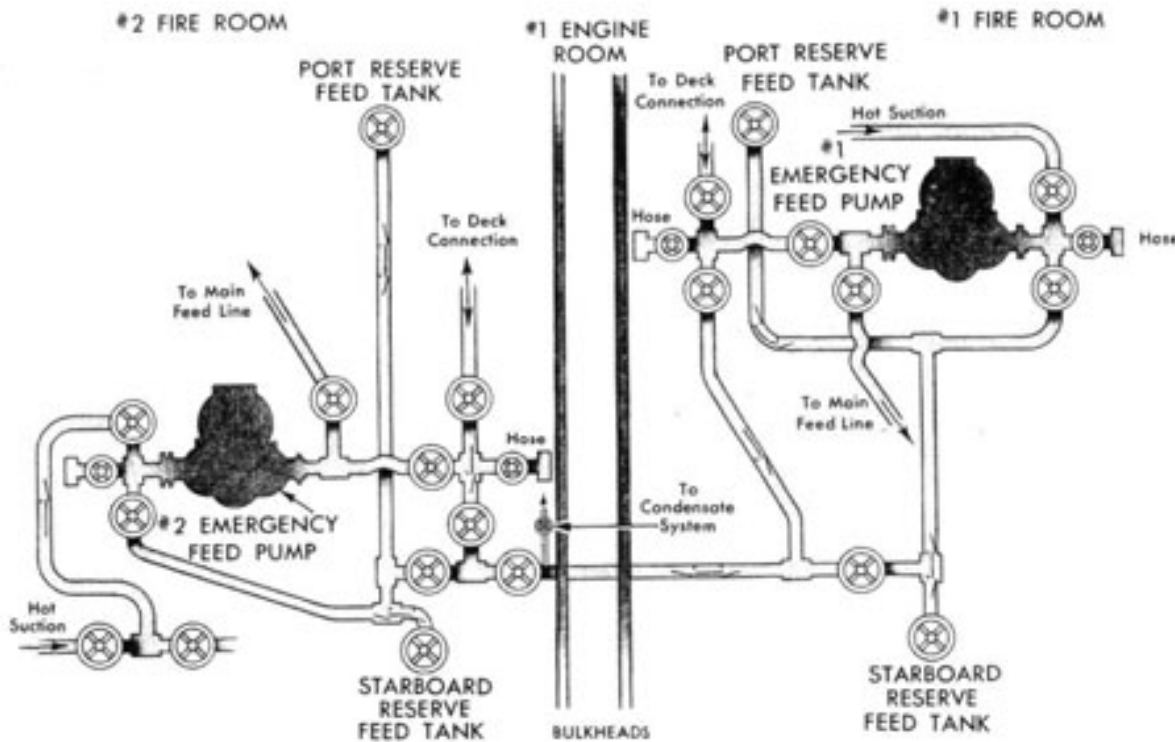 #2 FIRE ROOM
#1 ENGINE
ROOM
#1 FIRE ROOM
PORT RESERVE
FEED TANK
To Deck
Connection
PORT RESERVE
FEED TANK
Hot Suction
#1
EMERGENCY
FEED PUMP
Hose
Hose
To Deck
Connection
To Main
Feed Line
To Main
Feed Line
Hose
#2 EMERGENCY
FEED PUMP
To
Condensate
System
Hot
Suction
STARBOARD
RESERVE
FEED TANK
STARBOARD
RESERVE
FEED TANK
BULKHEADS